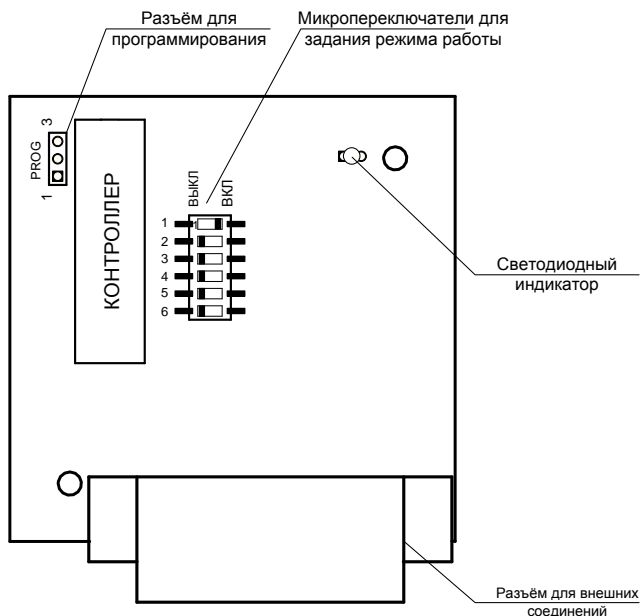 Разъём для
программирования
Микропереключатели для
задания режима работы
1 PROG 3
КОНТРОЛЛЕР
ВЫКЛ
ВКЛ
1
2
3
4
5
6
Светодиодный
индикатор
Разъём для внешних
соединений